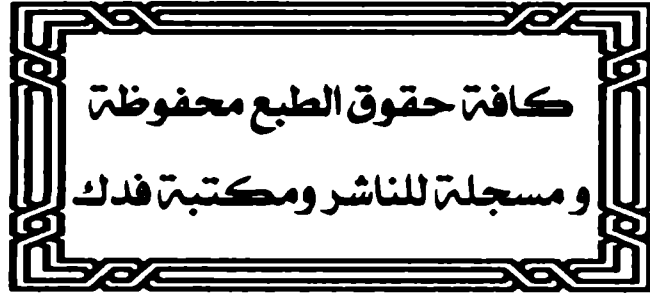 كافة حقوق الطبع محفوظة
و مسجلة للناشر ومكتبة فدك